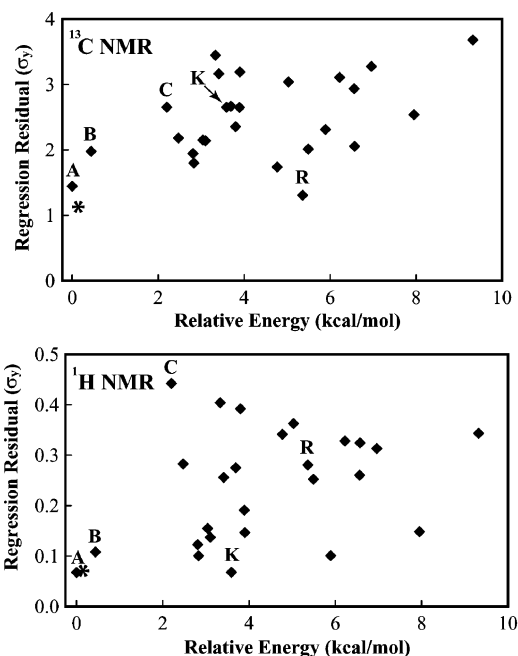 4
¹³C NMR
3
K
C
2
B
A
R
1
*
0
0 2 4 6 8 10
Regression Residual (σy)
Relative Energy (kcal/mol)
0.5
C
¹H NMR
0.4
0.3
R
0.2
B
0.1
A
*
K
0.0
0 2 4 6 8 10
Regression Residual (σy)
Relative Energy (kcal/mol)